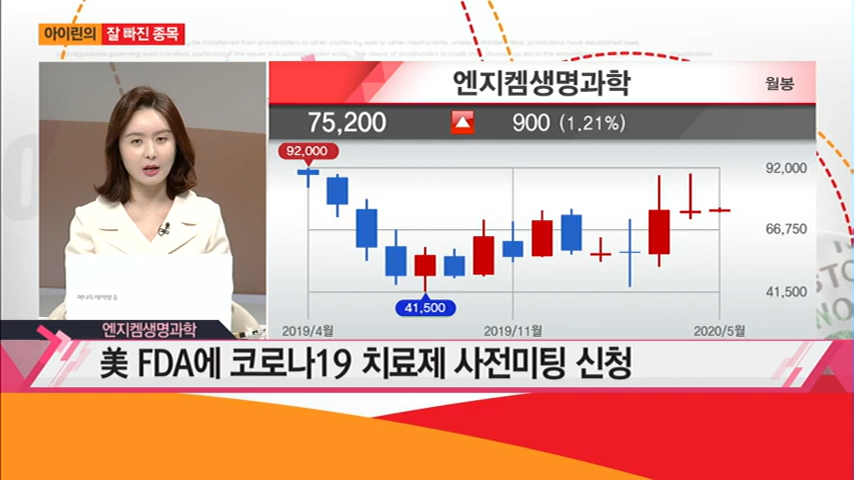 아이린의 잘 빠진 종목
엔지켐생명과학
월봉
75,200 900 (1.21%)
92,000
92,000
66,750
41,500
41,500
2019/4월 2019/11월 2020/5월
엔지켐생명과학
美 FDA에 코로나19 치료제 사전미팅 신청